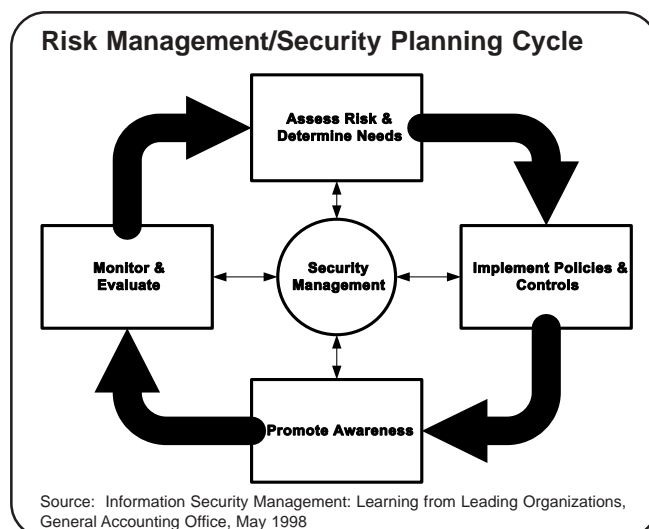 Risk Management/Security Planning Cycle
Assess Risk &
Determine Needs
Monitor &
Evaluate
Security
Management
Implement Policies &
Controls
Promote Awareness
Source: Information Security Management: Learning from Leading Organizations,
General Accounting Office, May 1998